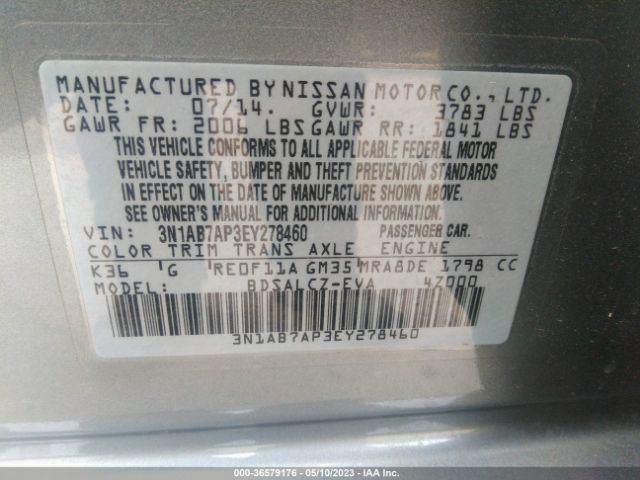 MANUFACTURED BY NISSAN MOTOR CO., LTD.
DATE: 07/14. GVWR: 3783 LBS
GAWR FR: 2006 LBS GAWR RR: 1841 LBS
THIS VEHICLE CONFORMS TO ALL APPLICABLE FEDERAL MOTOR
VEHICLE SAFETY, BUMPER AND THEFT PREVENTION STANDARDS
IN EFFECT ON THE DATE OF MANUFACTURE SHOWN ABOVE.
SEE OWNER'S MANUAL FOR ADDITIONAL INFORMATION.
VIN: 3N1AB7AP3EY278460 PASSENGER CAR.
COLOR TRIM TRANS AXLE ENGINE
K36 G RE0F11A GM35 MRA8DE 1798 CC
MODEL: BDSALCZ-EVA 47000
3N1AB7AP3EY278460
000-36579176 - 05/10/2023 - IAA Inc.